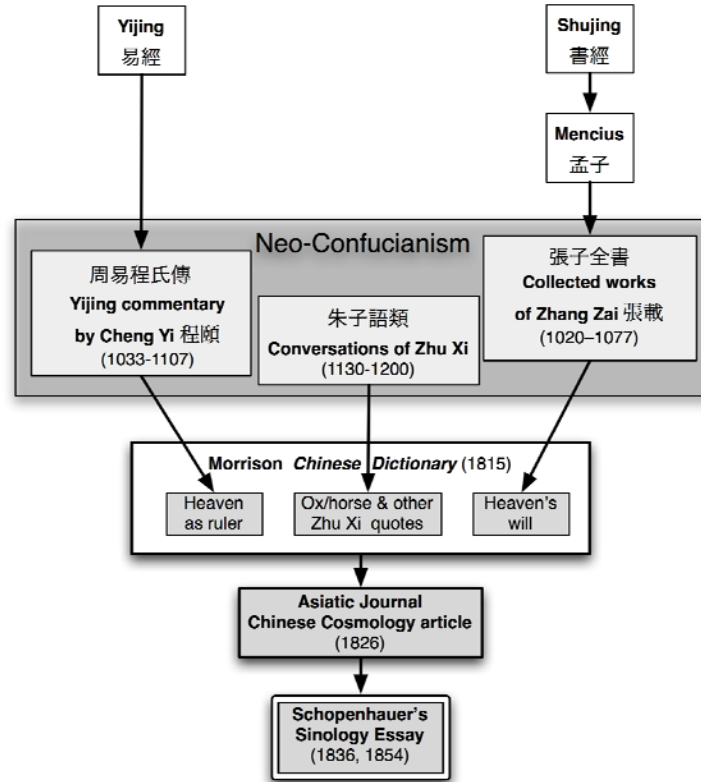 Yijing
易經
Shujing
書經
Mencius
孟子
Neo-Confucianism
周易程氏傳
Yijing commentary
by Cheng Yi 程頤
(1033-1107)
朱子語類
Conversations of Zhu Xi
(1130-1200)
張子全書
Collected works
of Zhang Zai 張載
(1020–1077)
Morrison Chinese Dictionary (1815)
Heaven
as ruler
Ox/horse & other
Zhu Xi quotes
Heaven's
will
Asiatic Journal
Chinese Cosmology article
(1826)
Schopenhauer's
Sinology Essay
(1836, 1854)